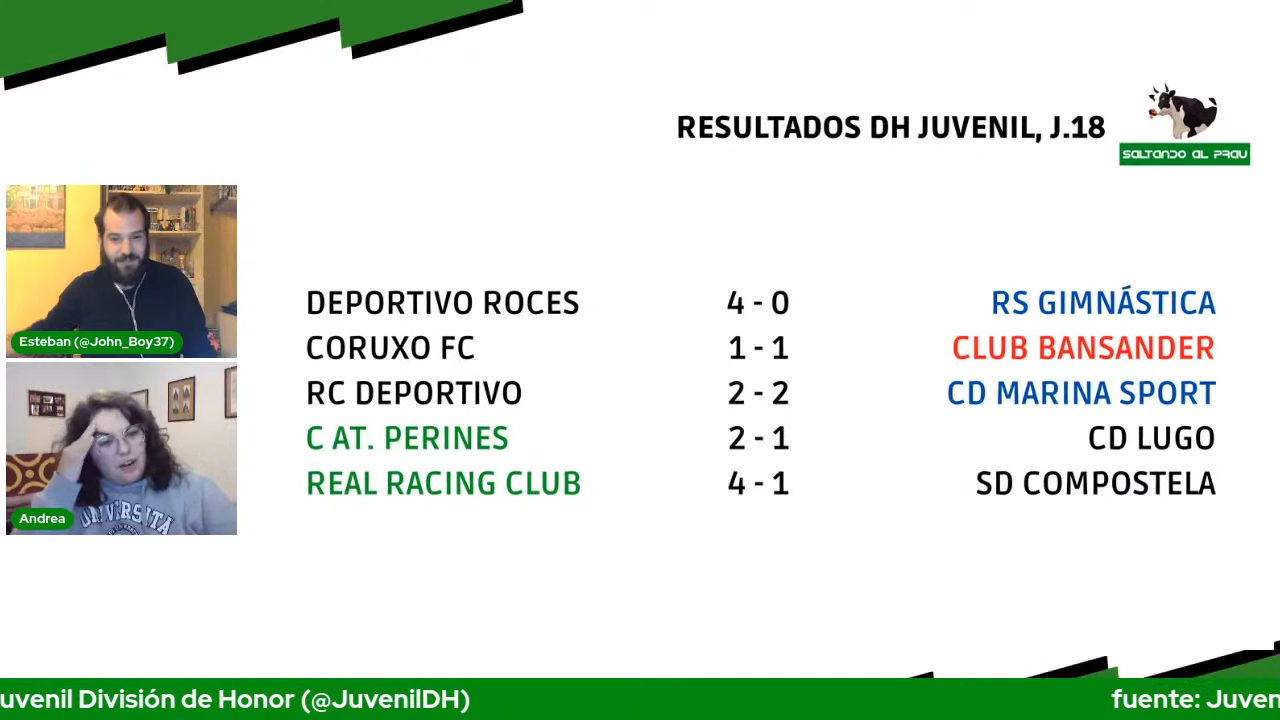 RESULTADOS DH JUVENIL, J.18
SALTANDO AL PRAU
DEPORTIVO ROCES 4 - 0 RS GIMNÁSTICA
CORUXO FC 1 - 1 CLUB BANSANDER
RC DEPORTIVO 2 - 2 CD MARINA SPORT
C AT. PERINES 2 - 1 CD LUGO
REAL RACING CLUB 4 - 1 SD COMPOSTELA
Esteban (@John_Boy37)
UNIVERSITA
Andrea
uvenil División de Honor (@JuvenilDH) fuente: Juven